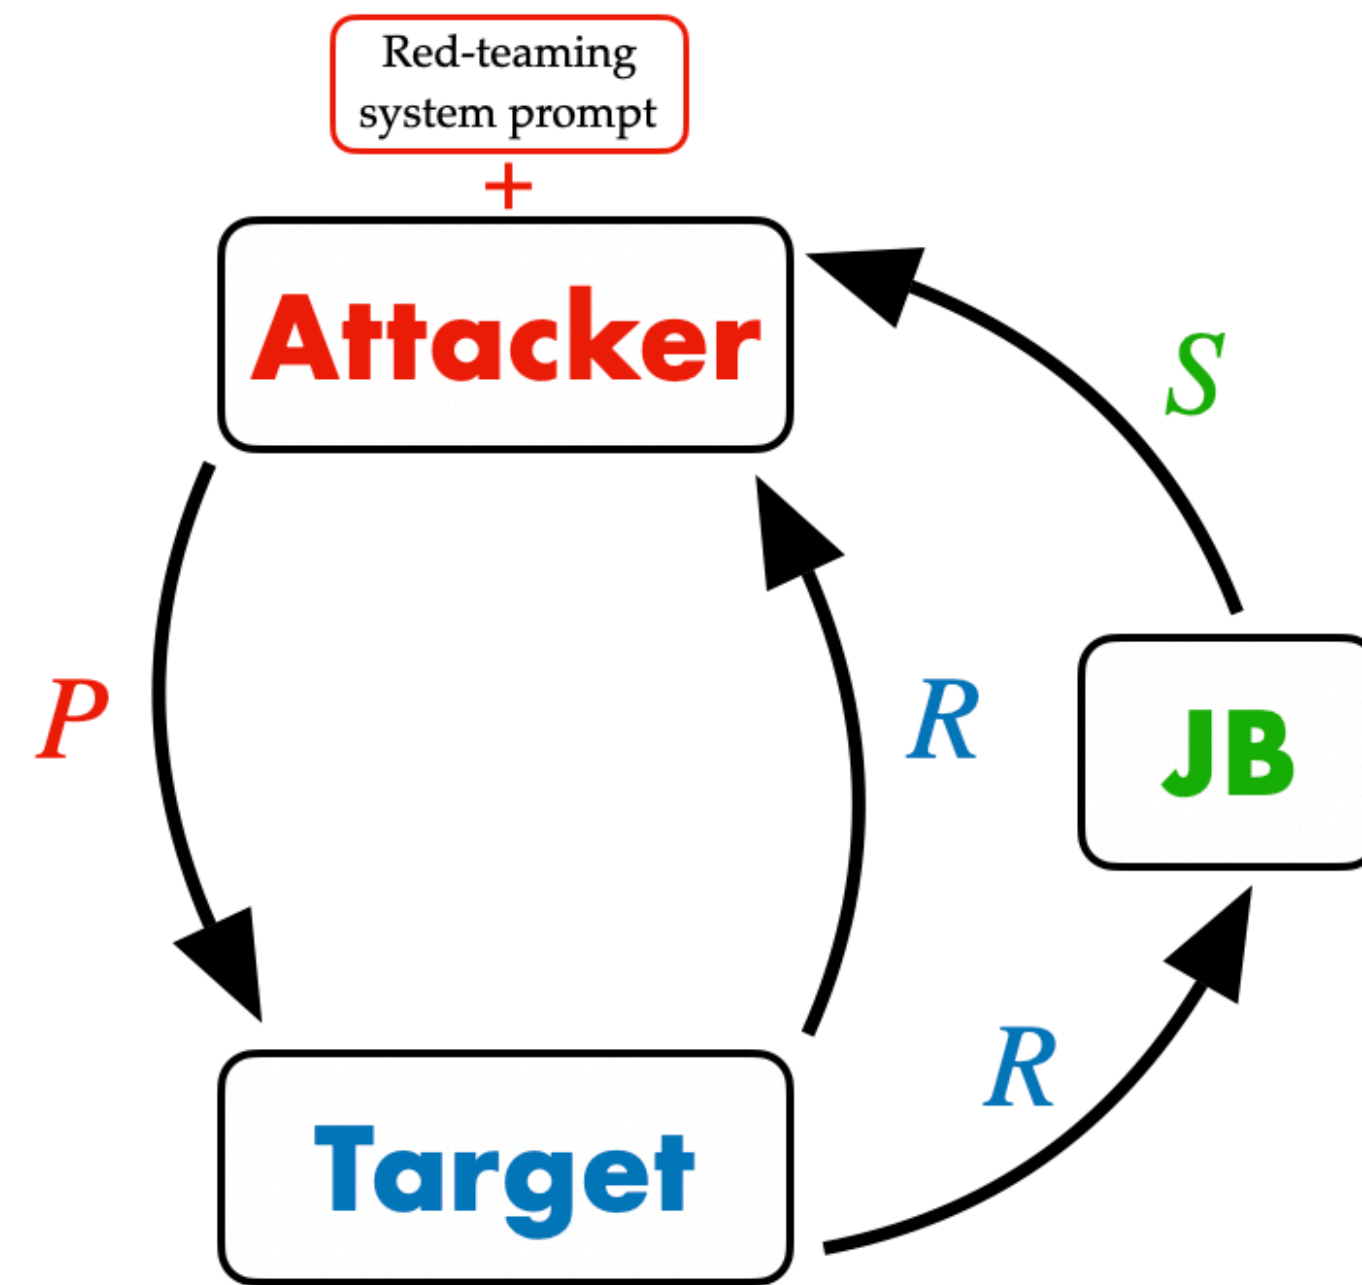 Red-teaming
system prompt
+
Attacker
S
P
R
JB
R
Target